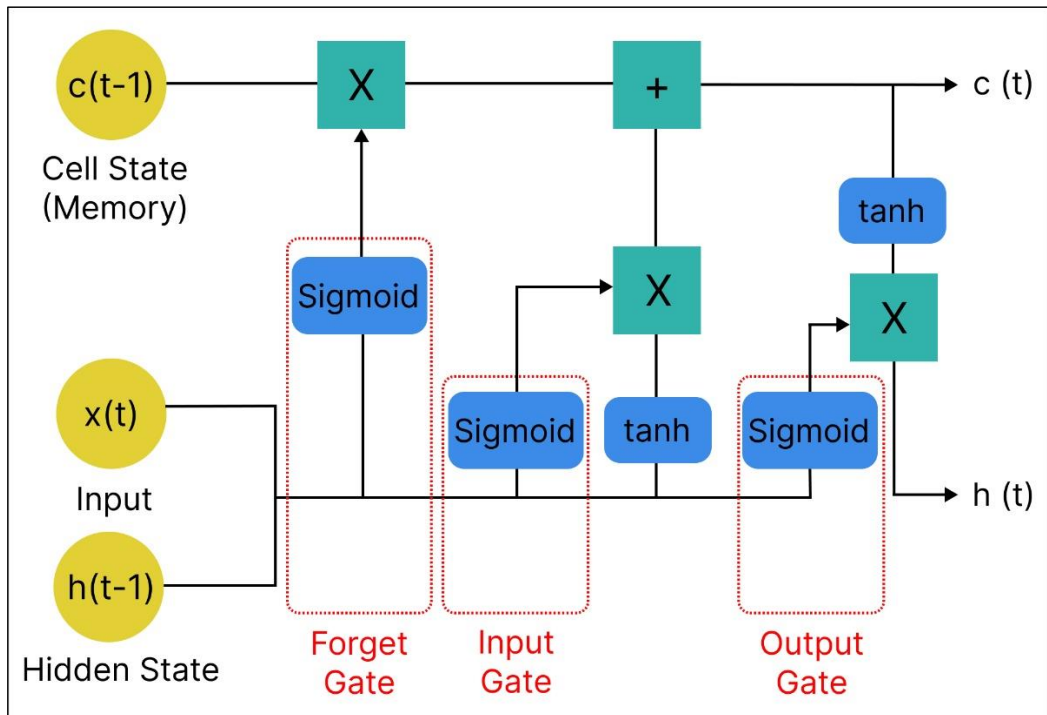 c(t-1)
X
+
c (t)
Cell State
(Memory)
tanh
Sigmoid
X
X
x(t)
Sigmoid
tanh
Sigmoid
Input
h (t)
h(t-1)
Hidden State
Forget
Gate
Input
Gate
Output
Gate